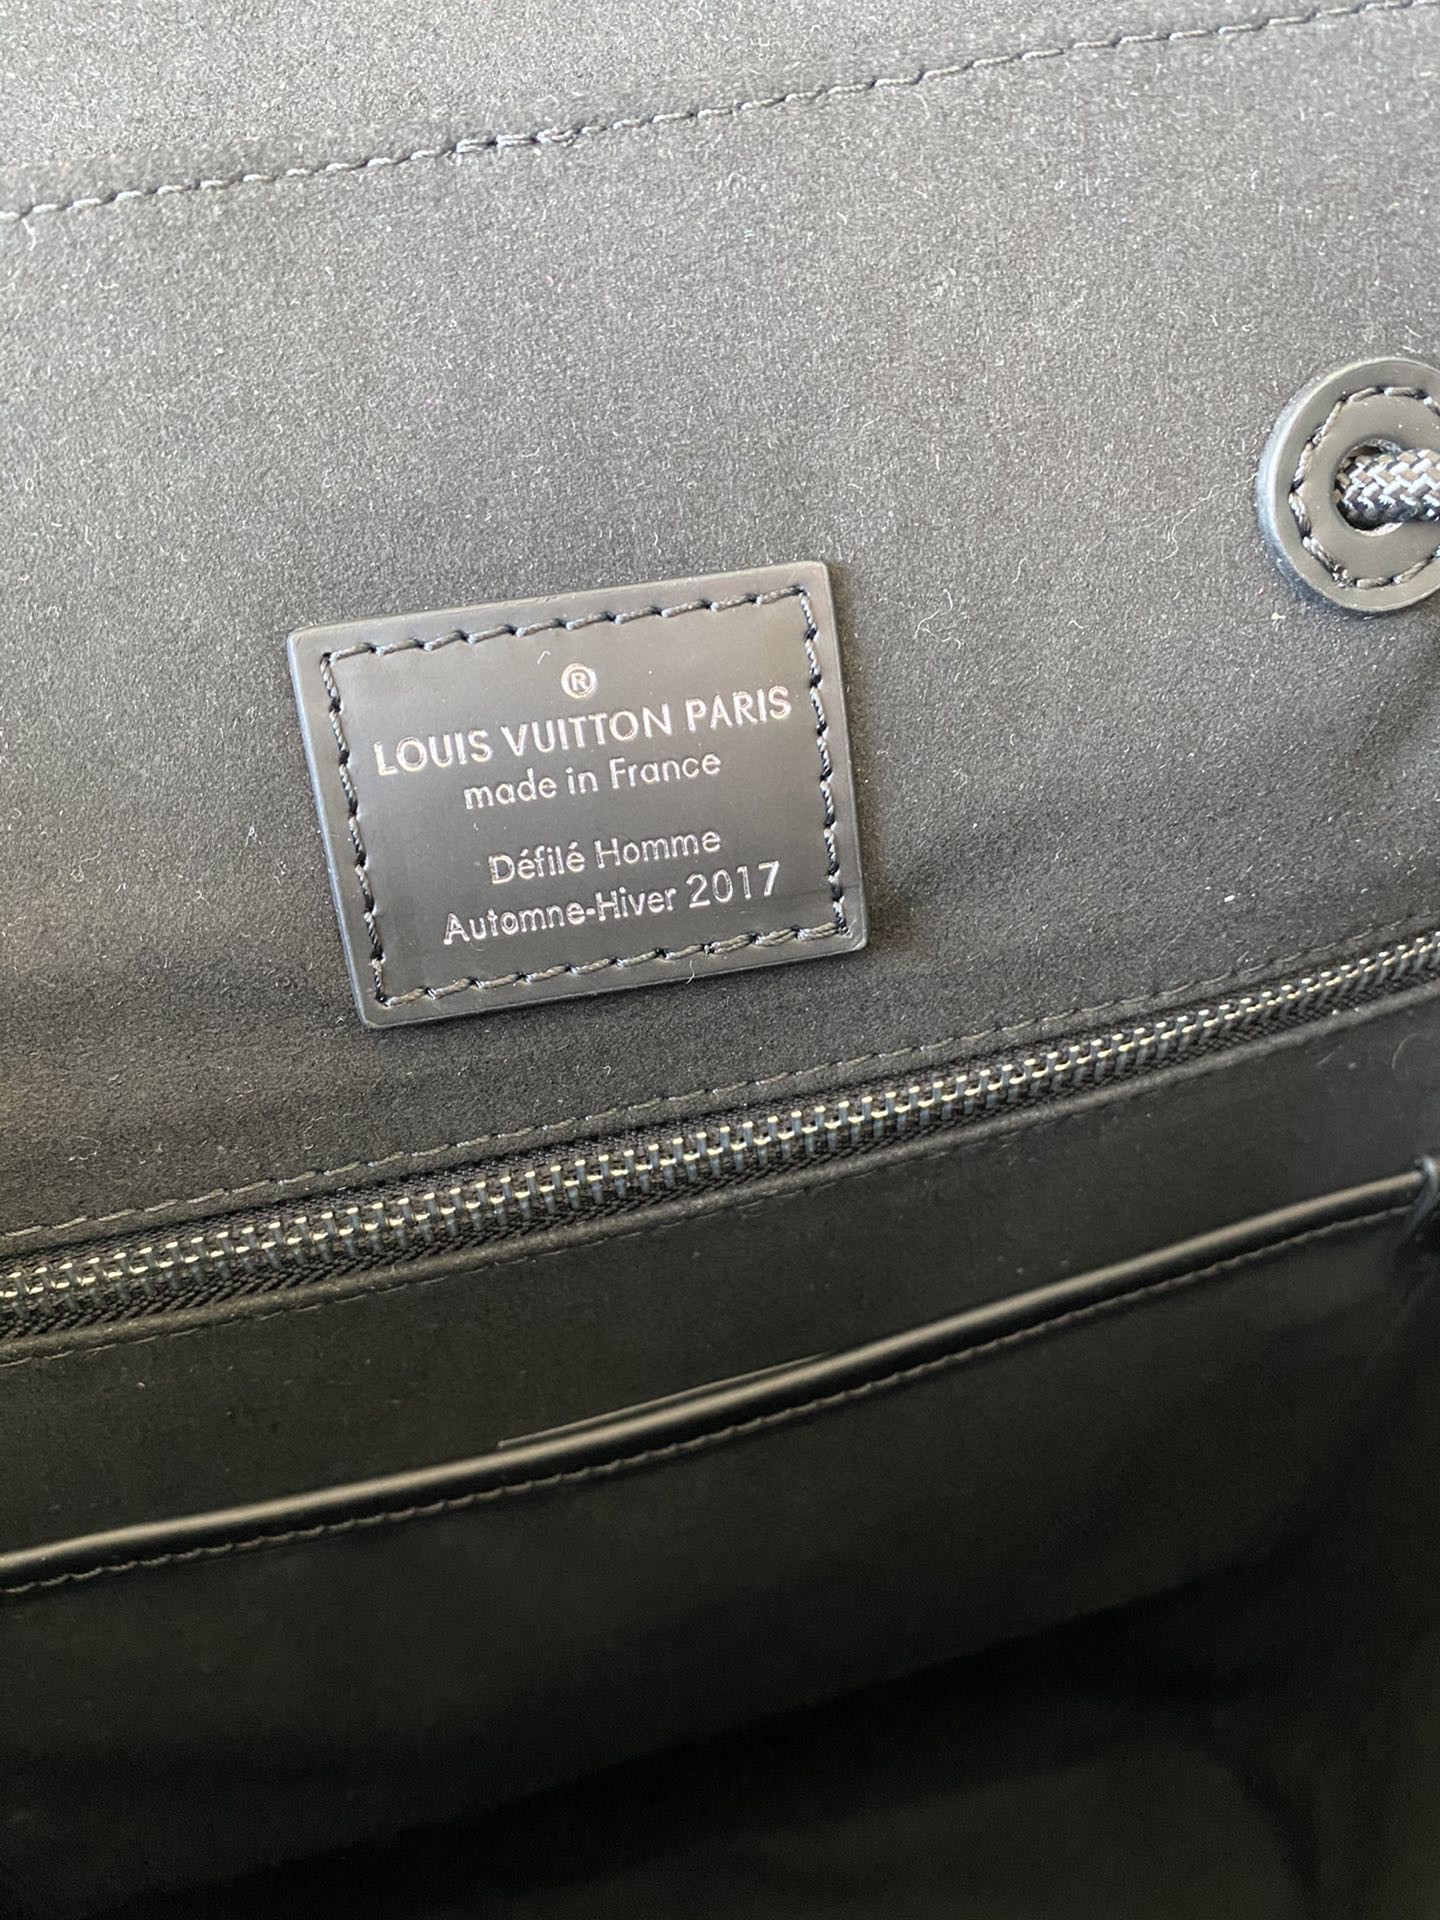 ®
LOUIS VUITTON PARIS
made in France
Défilé Homme
Automne-Hiver 2017